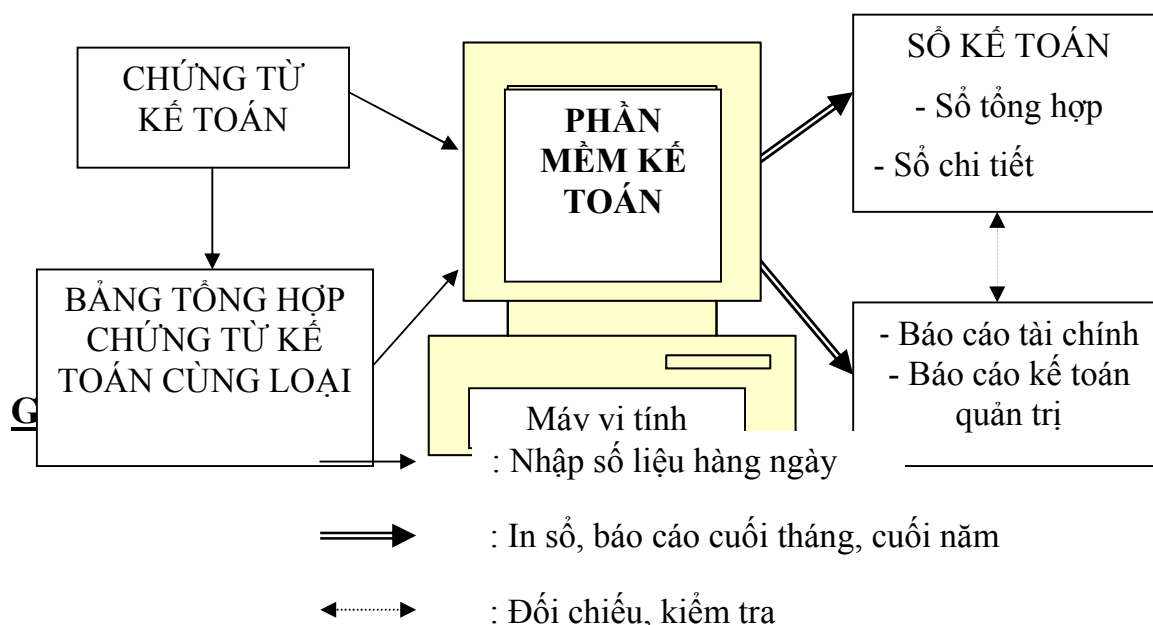 CHỨNG TỪ
KẾ TOÁN
BẢNG TỔNG HỢP
CHỨNG TỪ KẾ
TOÁN CÙNG LOẠI
PHẦN
MỀM KẾ
TOÁN
Máy vi tính
SỔ KẾ TOÁN
- Sổ tổng hợp
- Sổ chi tiết
- Báo cáo tài chính
- Báo cáo kế toán
quản trị
G
: Nhập số liệu hàng ngày
: In sổ, báo cáo cuối tháng, cuối năm
: Đối chiếu, kiểm tra